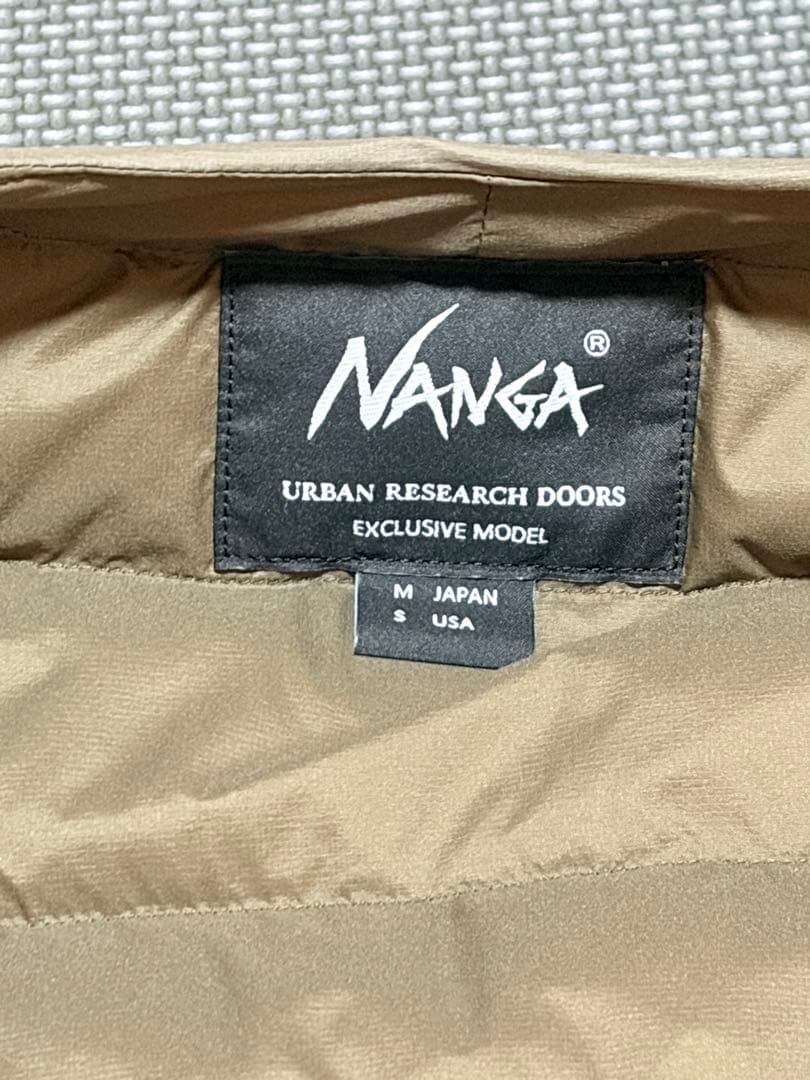 NANGA®
URBAN RESEARCH DOORS
EXCLUSIVE MODEL
M JAPAN
S USA